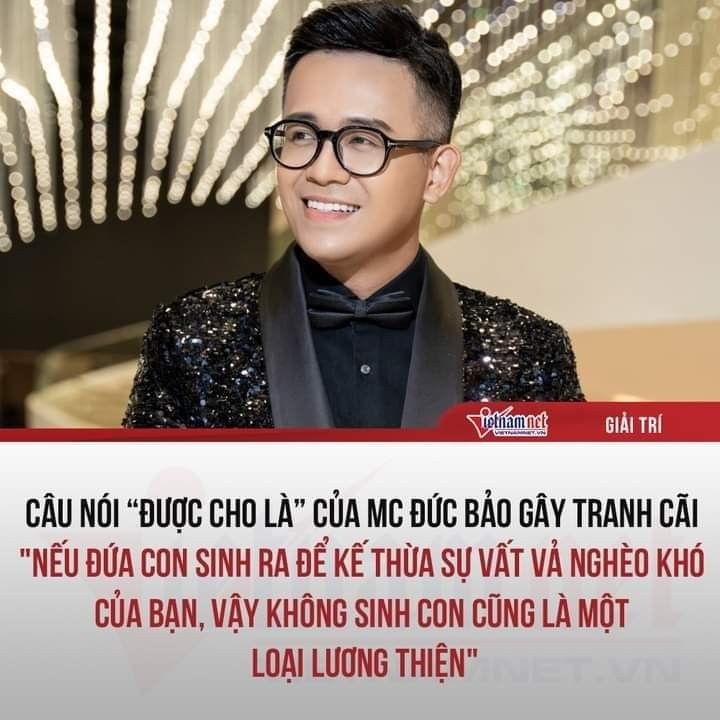 vietnamnet
VIETNAMNET.VN
GIẢI TRÍ
CÂU NÓI “ĐƯỢC CHO LÀ” CỦA MC ĐỨC BẢO GÂY TRANH CÃI
"NẾU ĐỨA CON SINH RA ĐỂ KẾ THỪA SỰ VẤT VẢ NGHÈO KHÓ
CỦA BẠN, VẬY KHÔNG SINH CON CŨNG LÀ MỘT
LOẠI LƯƠNG THIỆN"